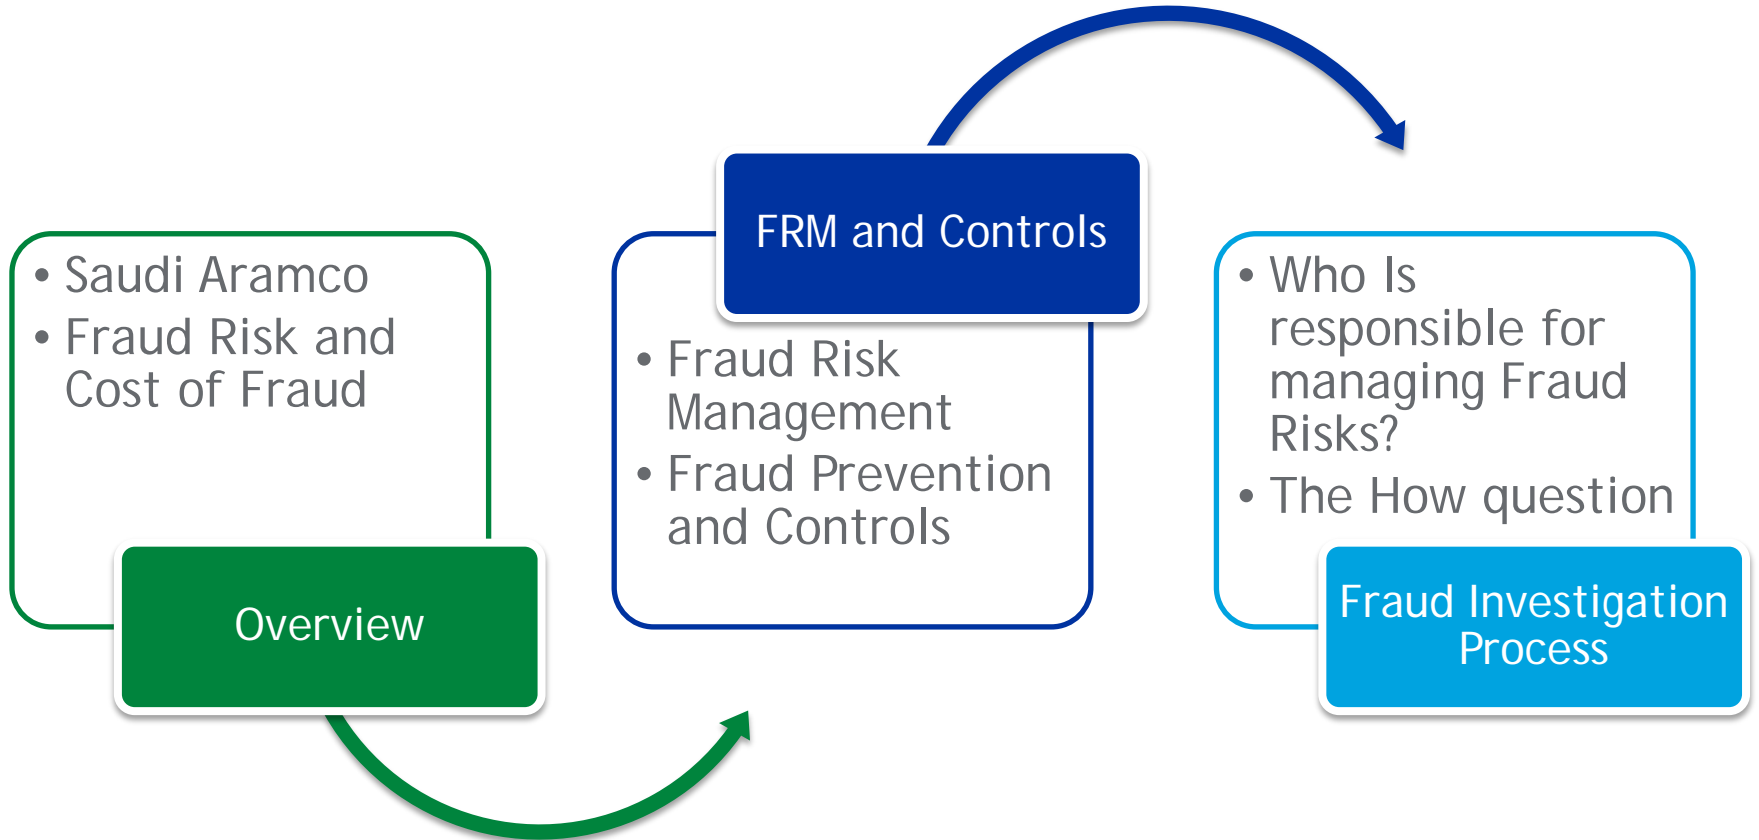 • Saudi Aramco
• Fraud Risk and
Cost of Fraud
Overview
FRM and Controls
• Fraud Risk
Management
• Fraud Prevention
and Controls
• Who Is
responsible for
managing Fraud
Risks?
• The How question
Fraud Investigation
Process